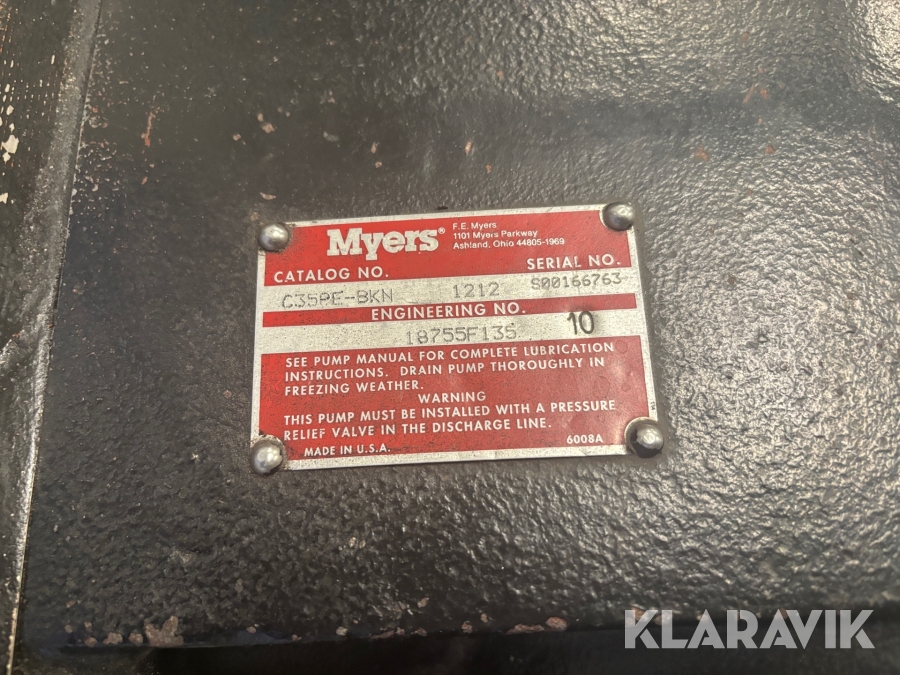 Myers® F.E. Myers
1101 Myers Parkway
Ashland, Ohio 44805-1969
CATALOG NO. SERIAL NO.
C35PE-BKN 1212 S00166763
ENGINEERING NO.
18755F135 10
SEE PUMP MANUAL FOR COMPLETE LUBRICATION
INSTRUCTIONS. DRAIN PUMP THOROUGHLY IN
FREEZING WEATHER.
WARNING
THIS PUMP MUST BE INSTALLED WITH A PRESSURE
RELIEF VALVE IN THE DISCHARGE LINE.
MADE IN U.S.A. 6008A
KLARAVIK